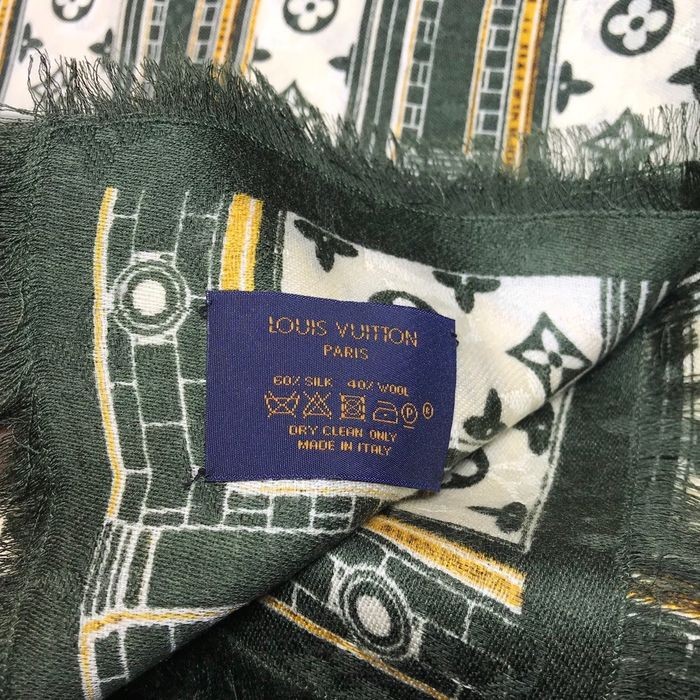 LOUIS VUITTON
PARIS
60% SILK 40% WOOL
P ®
DRY CLEAN ONLY
MADE IN ITALY